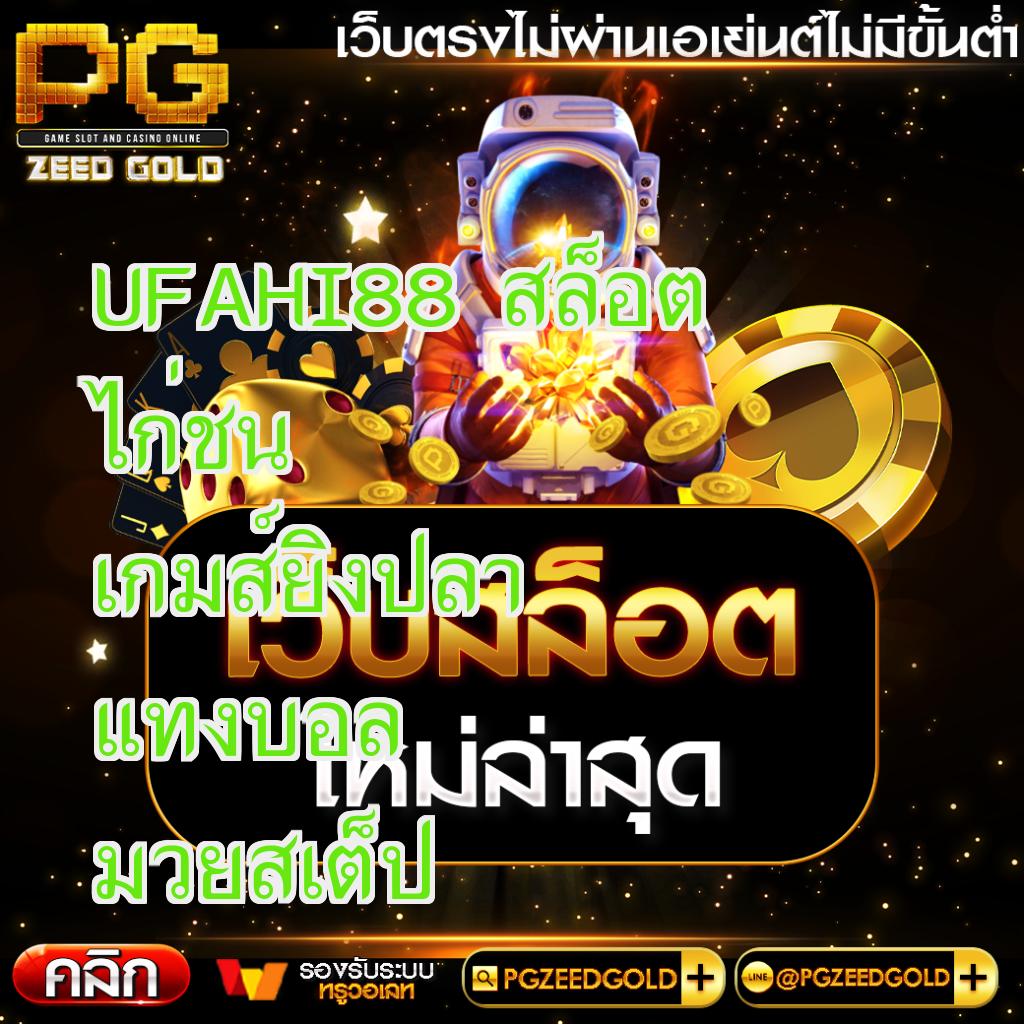 เว็บตรงไม่ผ่านเอเย่นต์ไม่มีขั้นต่ำ
PG
GAME SLOT AND CASINO ONLINE
ZEED GOLD
UFAHI88 สล็อต
ไก่ชน
เกมส์ยิงปลา
เว็บสล็อต
แทงบอล
ใหม่ล่าสุด
มวยสเต็ป
คลิก
รองรับระบบ
ทรูวอเลท
PGZEEDGOLD +
LINE @PGZEEDGOLD +